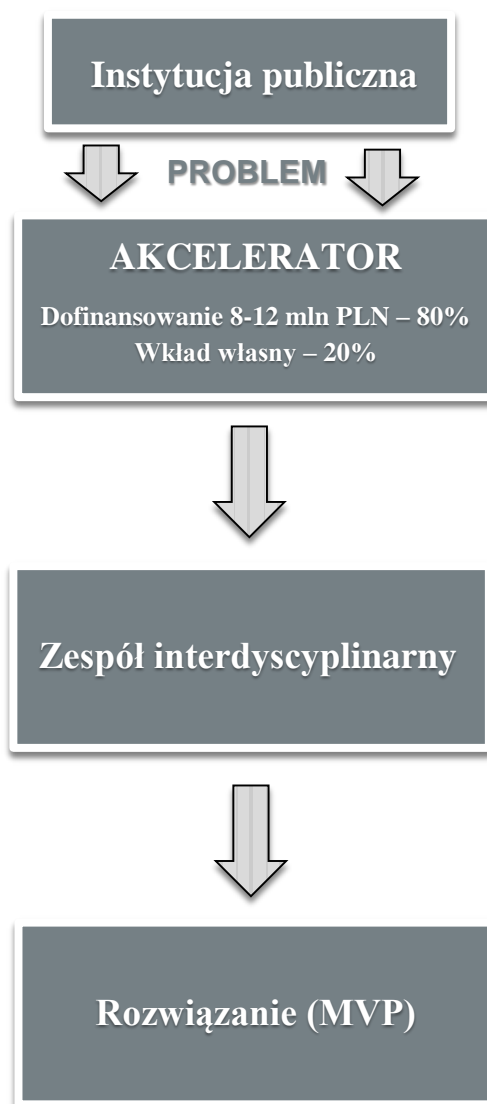 Instytucja publiczna
PROBLEM
AKCELERATOR
Dofinansowanie 8-12 mln PLN – 80%
Wkład własny – 20%
Zespół interdyscyplinarny
Rozwiązanie (MVP)